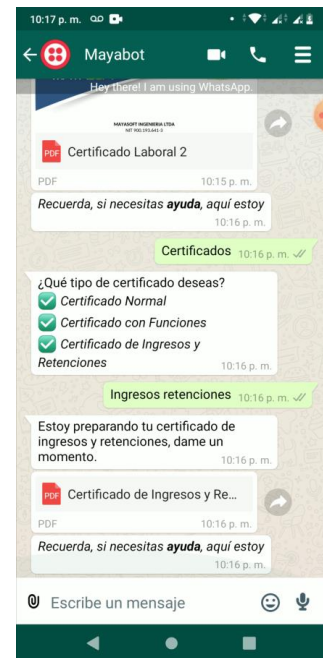 10:17 p. m.
Mayabot
Hey there! I am using WhatsApp.
MAYASOFT INGENIERIA LTDA
PDF Certificado Laboral 2
PDF 10:15 p. m.
Recuerda, si necesitas ayuda, aquí estoy
10:16 p. m.
Certificados 10:16 p. m.
¿Qué tipo de certificado deseas?
Certificado Normal
Certificado con Funciones
Certificado de Ingresos y
Retenciones 10:16 p. m.
Ingresos retenciones 10:16 p. m.
Estoy preparando tu certificado de
ingresos y retenciones, dame un
momento. 10:16 p. m.
PDF Certificado de Ingresos y Re...
PDF 10:16 p. m.
Recuerda, si necesitas ayuda, aquí estoy
10:16 p. m.
Escribe un mensaje